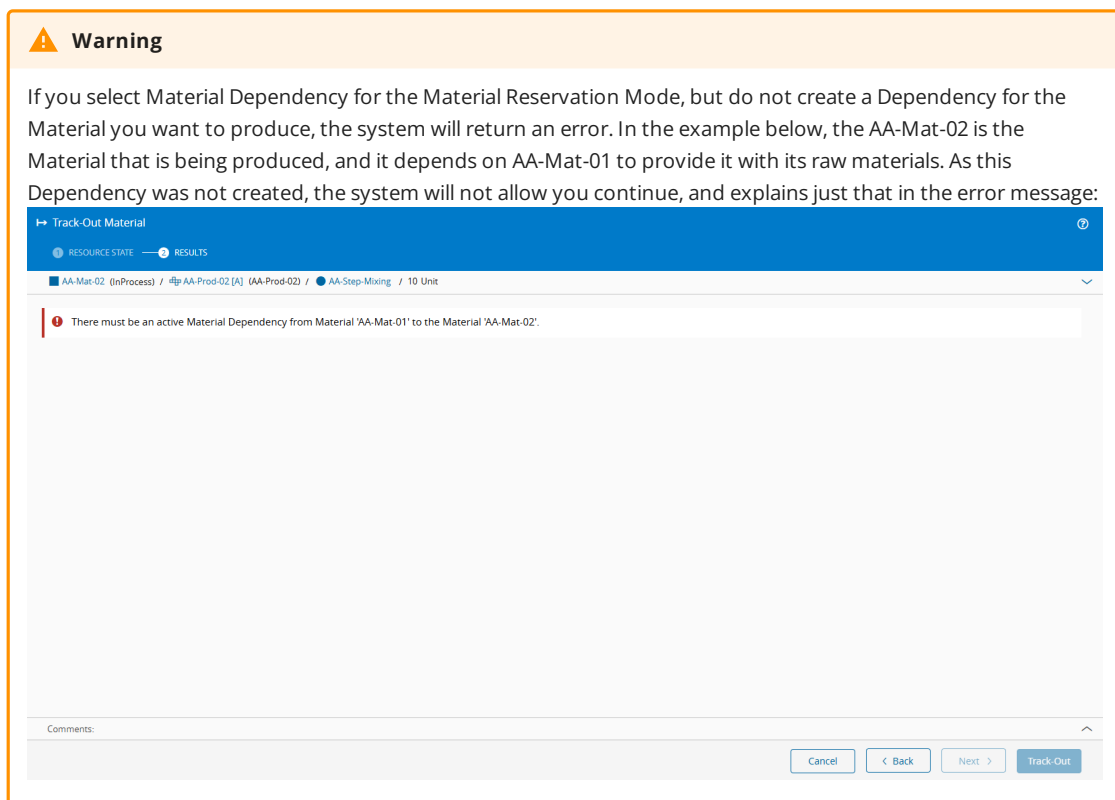 Warning
If you select Material Dependency for the Material Reservation Mode, but do not create a Dependency for the
Material you want to produce, the system will return an error. In the example below, the AA-Mat-02 is the
Material that is being produced, and it depends on AA-Mat-01 to provide it with its raw materials. As this
Dependency was not created, the system will not allow you continue, and explains just that in the error message:
Track-Out Material
1 RESOURCE STATE 2 RESULTS
AA-Mat-02 (InProcess) / AA-Prod-02 [A] (AA-Prod-02) / AA-Step-Mixing / 10 Unit
There must be an active Material Dependency from Material 'AA-Mat-01' to the Material 'AA-Mat-02'.
Comments:
Cancel < Back Next > Track-Out